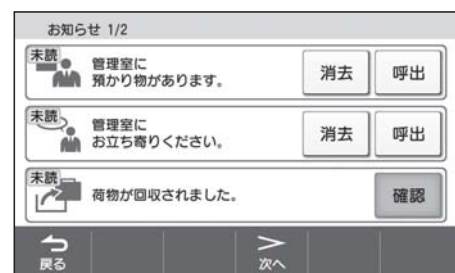 お知らせ 1/2
未読
管理室に
預かり物があります。
消去
呼出
未読
管理室に
お立ち寄りください。
消去
呼出
未読
荷物が回収されました。
確認
戻る
次へ